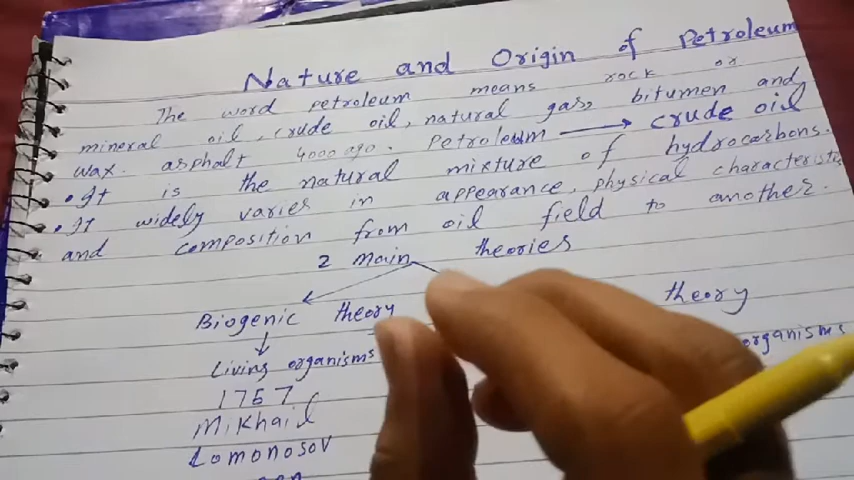 Nature and Origin of Petroleum
The word petroleum means rock or
mineral oil, crude oil, natural gas, bitumen and
wax. asphalt 4000 ago. Petroleum → crude oil
• It is the natural mixture of hydrocarbons.
• It widely varies in appearance, physical characteristics
and composition from oil field to another.
2 main theories
Biogenic theory theory
Living organisms organisms
1757
Mikhail
Lomonosov